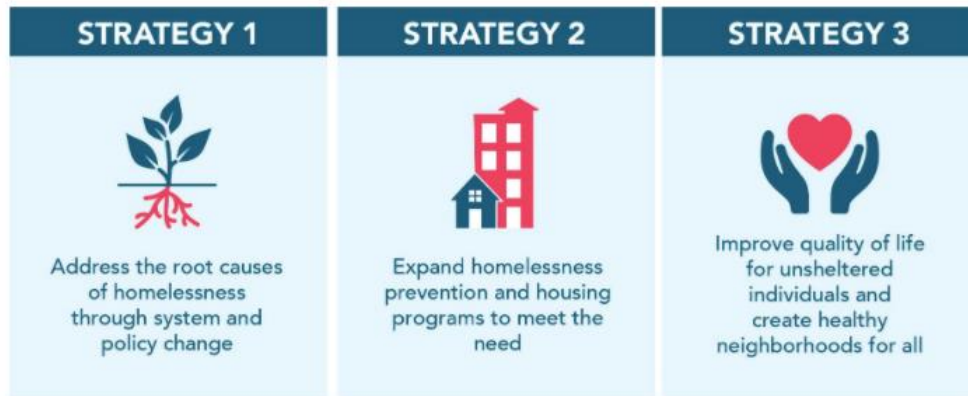 STRATEGY 1
Address the root causes
of homelessness
through system and
policy change
STRATEGY 2
Expand homelessness
prevention and housing
programs to meet the
need
STRATEGY 3
Improve quality of life
for unsheltered
individuals and
create healthy
neighborhoods for all